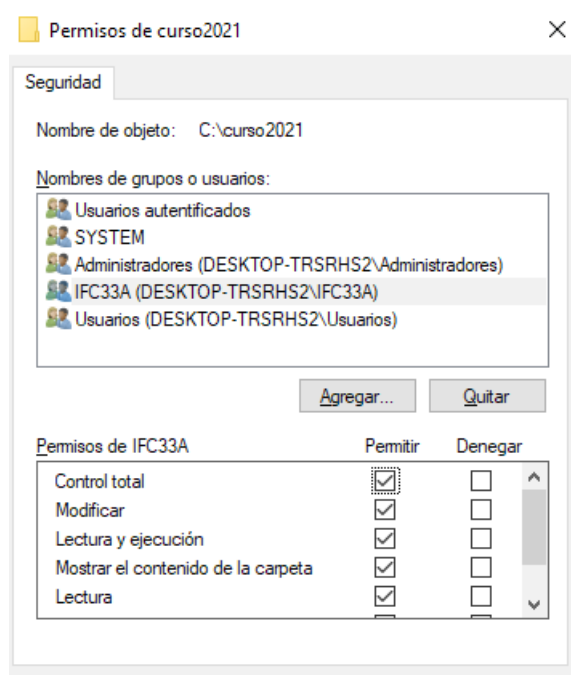 Permisos de curso2021
Seguridad
Nombre de objeto: C:\curso2021
Nombres de grupos o usuarios:
Usuarios autentificados
SYSTEM
Administradores (DESKTOP-TRSRHS2\Administradores)
IFC33A (DESKTOP-TRSRHS2\IFC33A)
Usuarios (DESKTOP-TRSRHS2\Usuarios)
Agregar... Quitar
Permisos de IFC33A Permitir Denegar
Control total
Modificar
Lectura y ejecución
Mostrar el contenido de la carpeta
Lectura